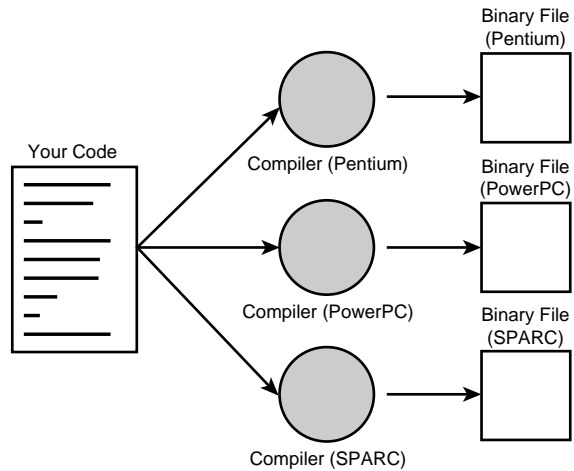 Binary File
(Pentium)
Your Code
Compiler (Pentium)
Binary File
(PowerPC)
Compiler (PowerPC)
Binary File
(SPARC)
Compiler (SPARC)